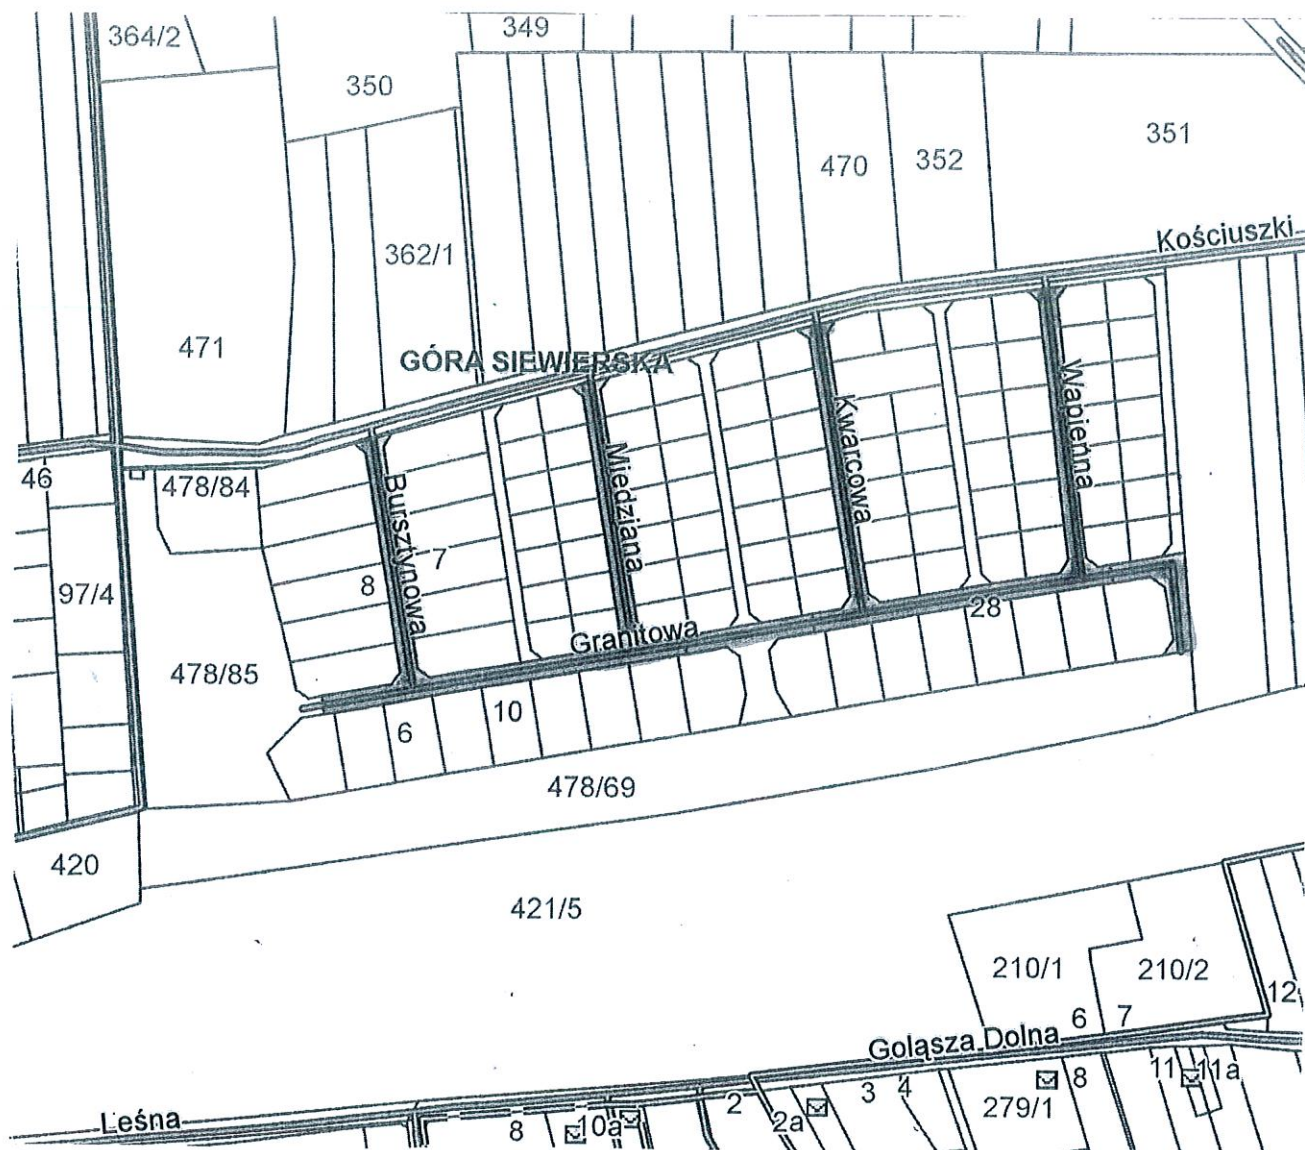 364/2
349
350
351
470
352
362/1
Kościuszki
471
GÓRA SIEWIERSKA
46
478/84
Bursztynowa
Miedziana
Kwarcowa
Wapienna
7
8
97/4
Granitowa
28
478/85
10
6
478/69
420
421/5
210/1
210/2
12
6
7
Goląsza Dolna
Leśna
8
10a
2
2a
3
4
279/1
8
11
11a